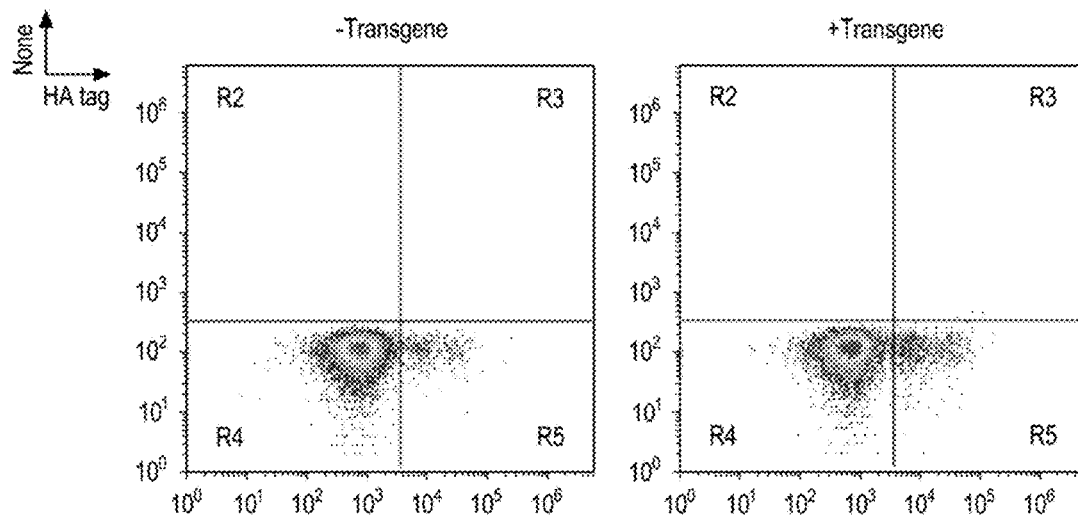 -Transgene
+Transgene
None
HA tag
R2
R3
R2
R3
10⁶
10⁵
10⁴
10³
10²
10¹
10⁰
10⁶
10⁵
10⁴
10³
10²
10¹
10⁰
R4
R5
R4
R5
10⁰ 10¹ 10² 10³ 10⁴ 10⁵ 10⁶
10⁰ 10¹ 10² 10³ 10⁴ 10⁵ 10⁶